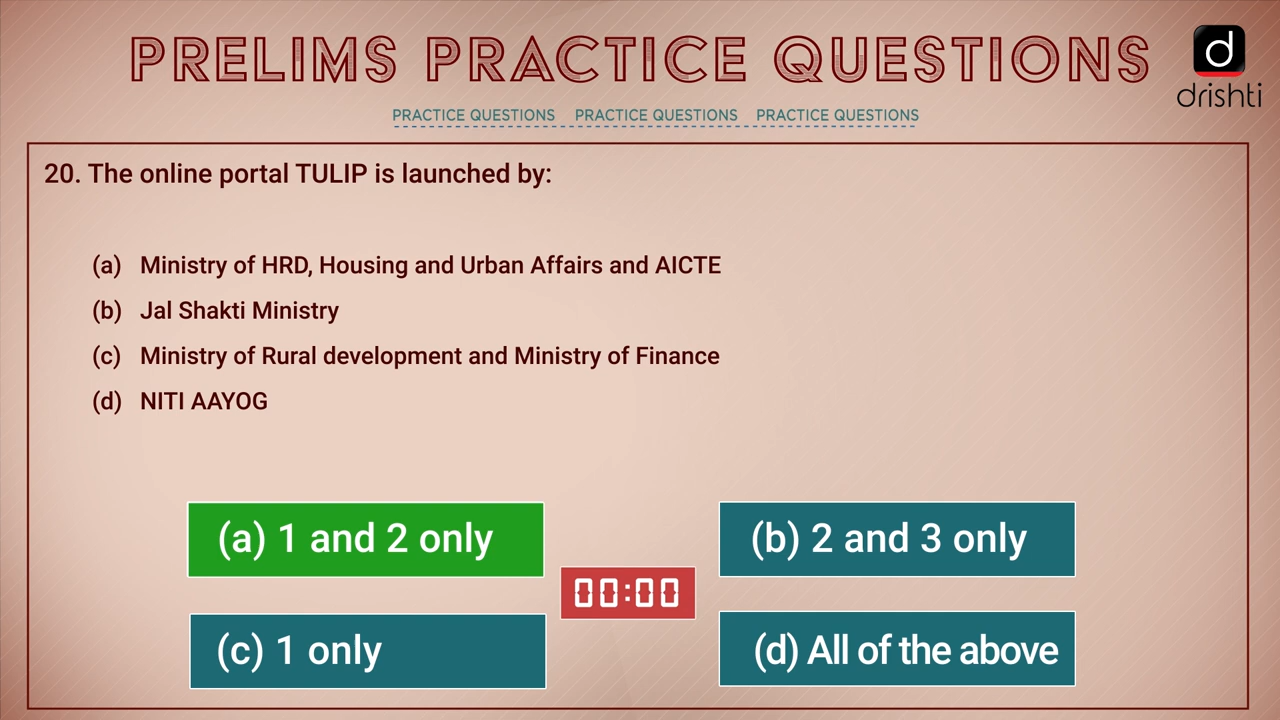 PRELIMS PRACTICE QUESTIONS
d
drishti
PRACTICE QUESTIONS PRACTICE QUESTIONS PRACTICE QUESTIONS
20. The online portal TULIP is launched by:
(a) Ministry of HRD, Housing and Urban Affairs and AICTE
(b) Jal Shakti Ministry
(c) Ministry of Rural development and Ministry of Finance
(d) NITI AAYOG
(a) 1 and 2 only
(b) 2 and 3 only
00:00
(c) 1 only
(d) All of the above